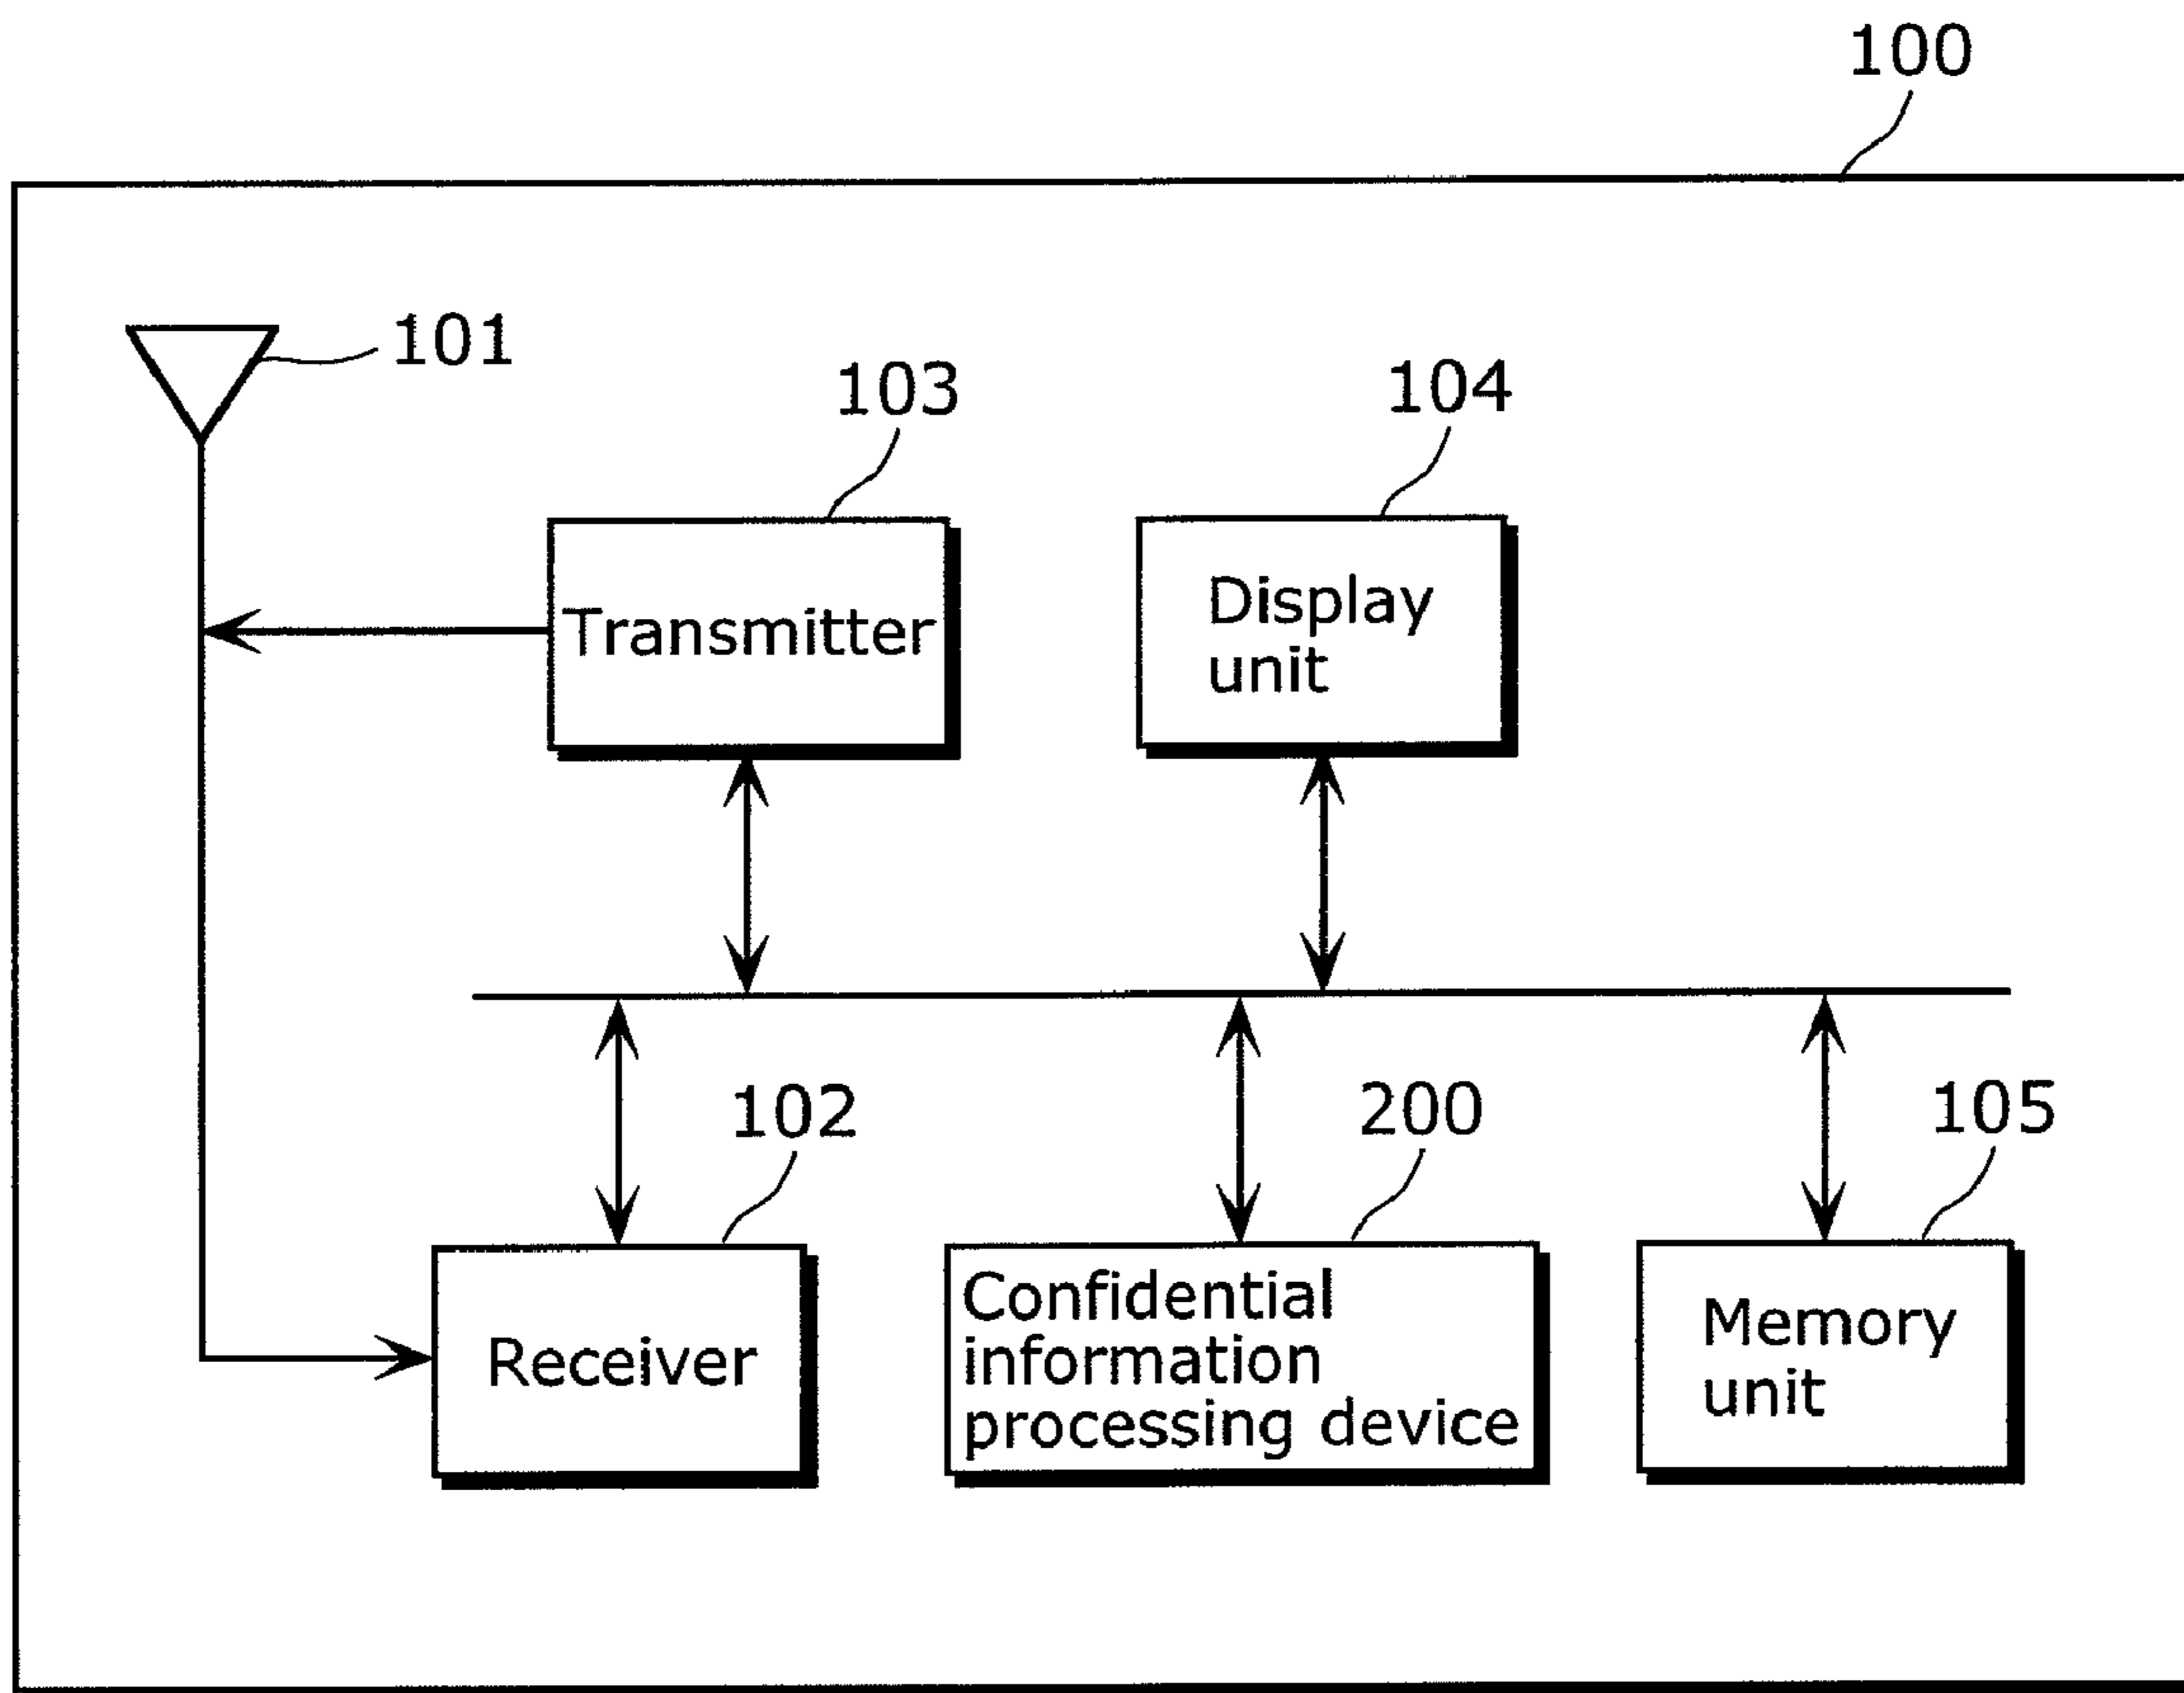 100
101
103
104
Transmitter
Display
unit
102
200
105
Receiver
Confidential
information
processing device
Memory
unit